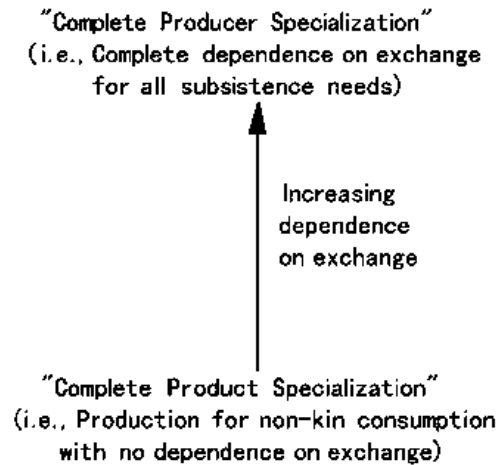 "Complete Producer Specialization"
(i.e., Complete dependence on exchange
for all subsistence needs)
Increasing
dependence
on exchange
"Complete Product Specialization"
(i.e., Production for non-kin consumption
with no dependence on exchange)